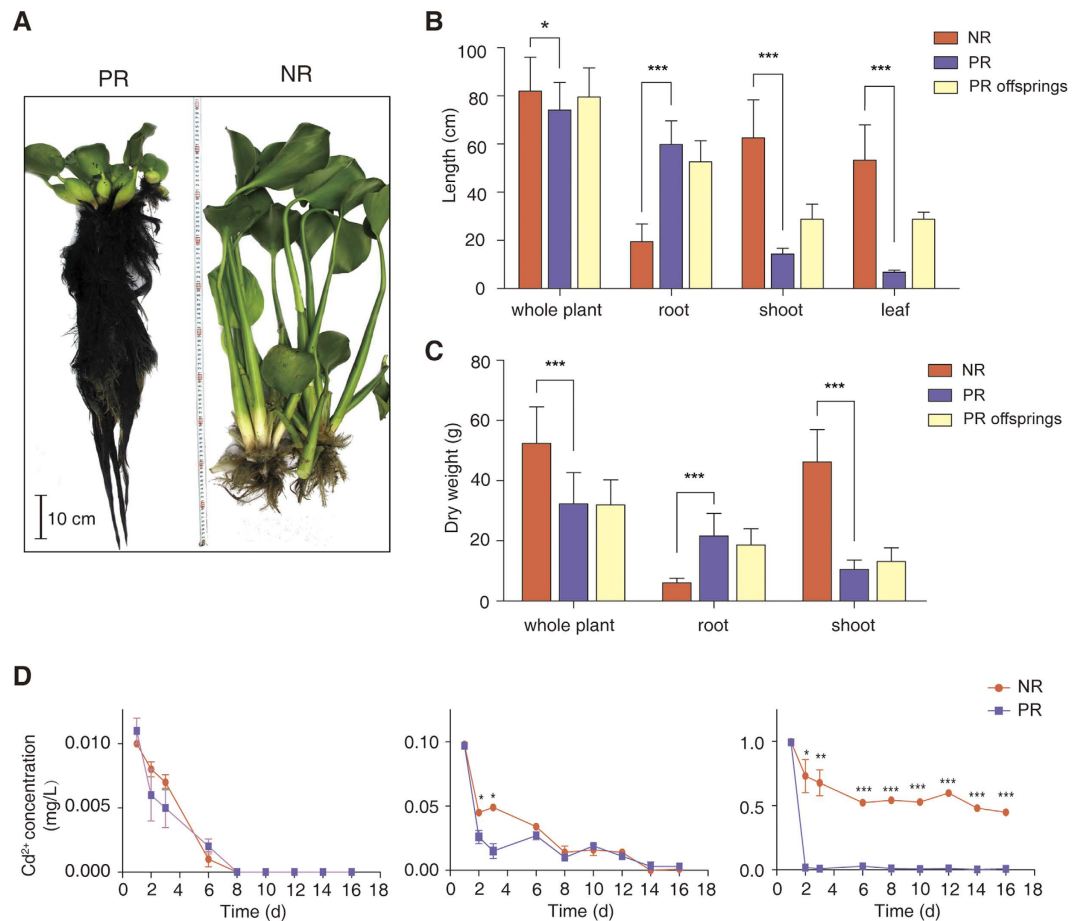 A
PR
NR
10 cm
B
NR
PR
PR offsprings
Length (cm)
100
80
60
40
20
0
*
***
***
***
whole plant
root
shoot
leaf
C
NR
PR
PR offsprings
Dry weight (g)
80
60
40
20
0
***
***
***
whole plant
root
shoot
D
NR
PR
Cd²⁺ concentration
(mg/L)
0.010
0.005
0.000
0 2 4 6 8 10 12 14 16 18
Time (d)
0.10
0.05
0.00
* *
0 2 4 6 8 10 12 14 16 18
Time (d)
1.0
0.5
0.0
* ** *** *** *** *** *** ***
0 2 4 6 8 10 12 14 16 18
Time (d)